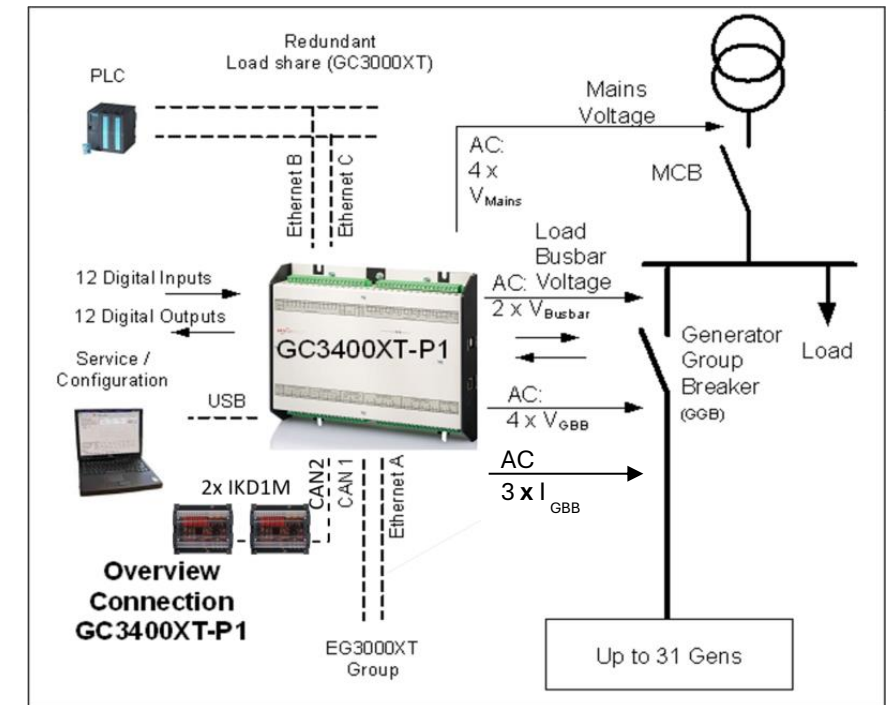 Redundant
Load share (GC3000XT)
PLC
Ethernet B
Ethernet C
Mains
Voltage
AC:
4 x
VMains
MCB
12 Digital Inputs
12 Digital Outputs
GC3400XT-P1
Load
Busbar
AC: Voltage
2 x VBusbar
Generator
Group
Breaker
(GGB)
Load
Service /
Configuration
USB
AC:
4 x VGBB
AC
3 x I GBB
2x IKD1M
CAN2
CAN 1
Ethernet A
Overview
Connection
GC3400XT-P1
EG3000XT
Group
Up to 31 Gens